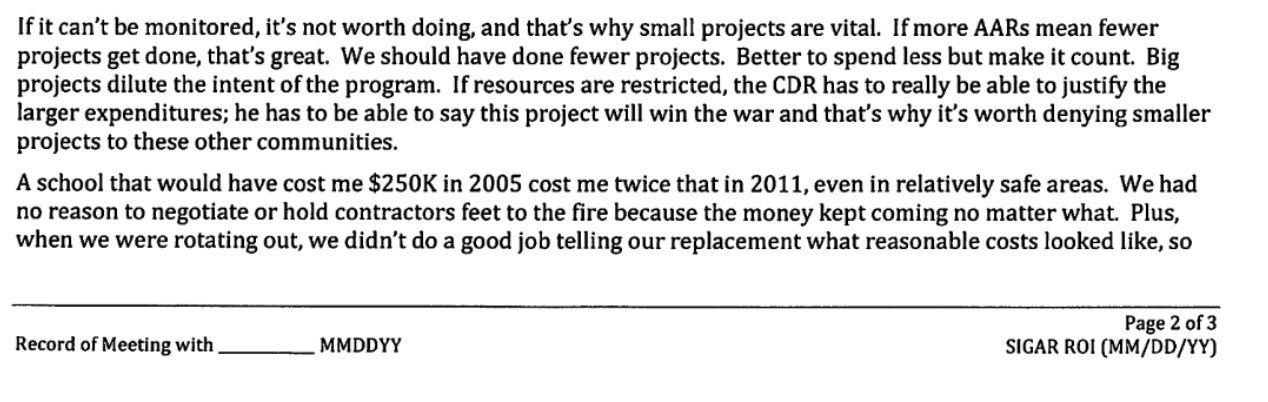 If it can't be monitored, it's not worth doing, and that's why small projects are vital.  If more AARs mean fewer
projects get done, that's great.  We should have done fewer projects.  Better to spend less but make it count.  Big
projects dilute the intent of the program.  If resources are restricted, the CDR has to really be able to justify the
larger expenditures; he has to be able to say this project will win the war and that's why it's worth denying smaller
projects to these other communities.
A school that would have cost me $250K in 2005 cost me twice that in 2011, even in relatively safe areas.  We had
no reason to negotiate or hold contractors feet to the fire because the money kept coming no matter what.  Plus,
when we were rotating out, we didn't do a good job telling our replacement what reasonable costs looked like, so
Page 2 of 3
Record of Meeting with _________ MMDDYY
SIGAR ROI (MM/DD/YY)